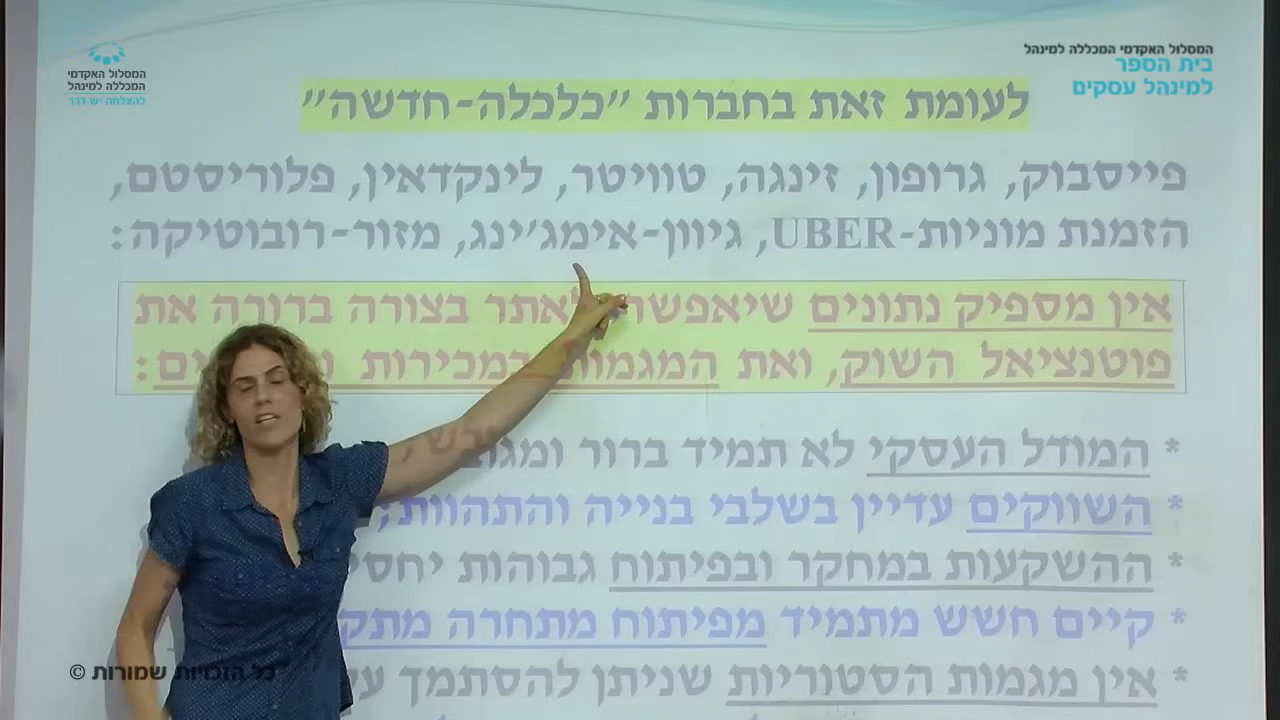 המסלול האקדמי המכללה למינהל
בית הספר
למינהל עסקים
המסלול האקדמי
המכללה למינהל
להצלחה יש דרך
לעומת זאת בחברות "כלכלה-חדשה"
פייסבוק, גרופון, זינגה, טוויטר, לינקדאין, פלוריסטם,
הזמנת מוניות-UBER, גיוון-אימג'ינג, מזור-רובוטיקה:
אין מספיק נתונים שיאפשרו לאתר בצורה ברורה את
פוטנציאל השוק, ואת המגמות במכירות
* המודל העסקי לא תמיד ברור ומגובש,
* השווקים עדיין בשלבי בנייה והתהוות;
* ההשקעות במחקר ובפיתוח גבוהות
* קיים חשש מתמיד מפיתוח מתחרה
* אין מגמות הסטוריות שניתן להסתמך
כל הזכויות שמורות ©